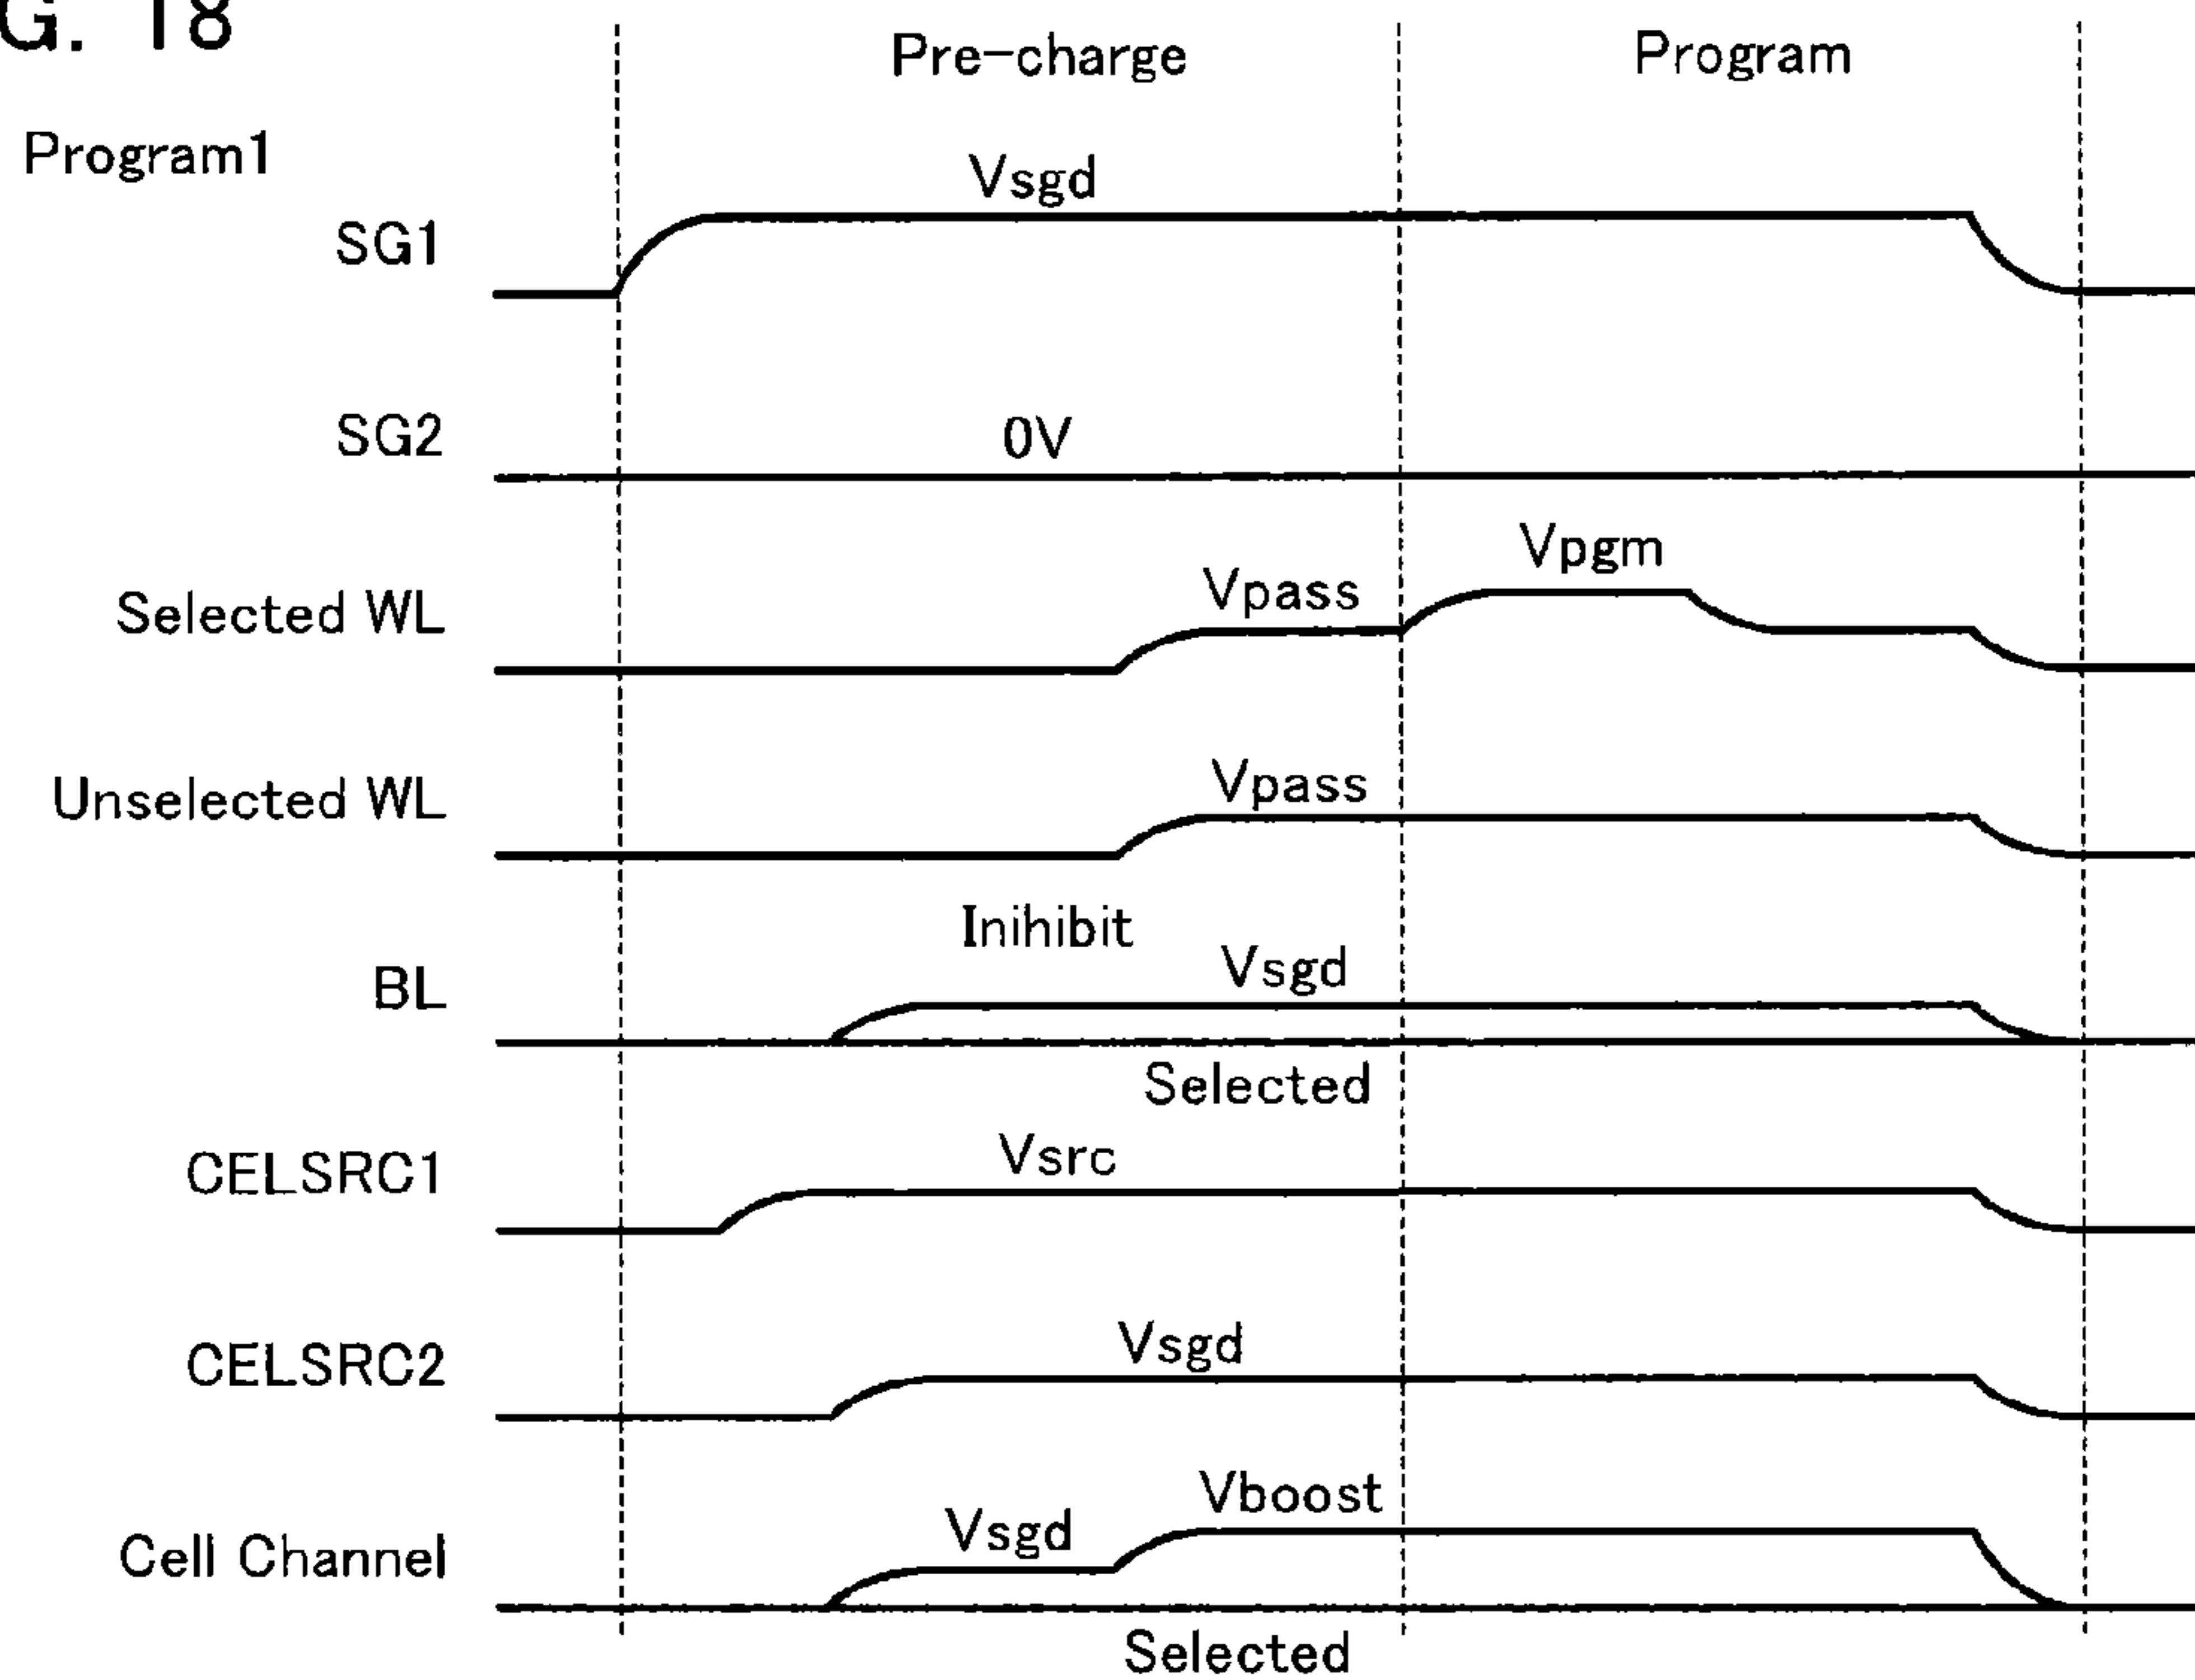 G. 18
Pre-charge
Program
Program1
Vsgd
SG1
SG2
0V
Vpgm
Selected WL
Vpass
Unselected WL
Vpass
Inihibit
BL
Vsgd
Selected
CELSRC1
Vsrc
CELSRC2
Vsgd
Vboost
Vsgd
Cell Channel
Selected